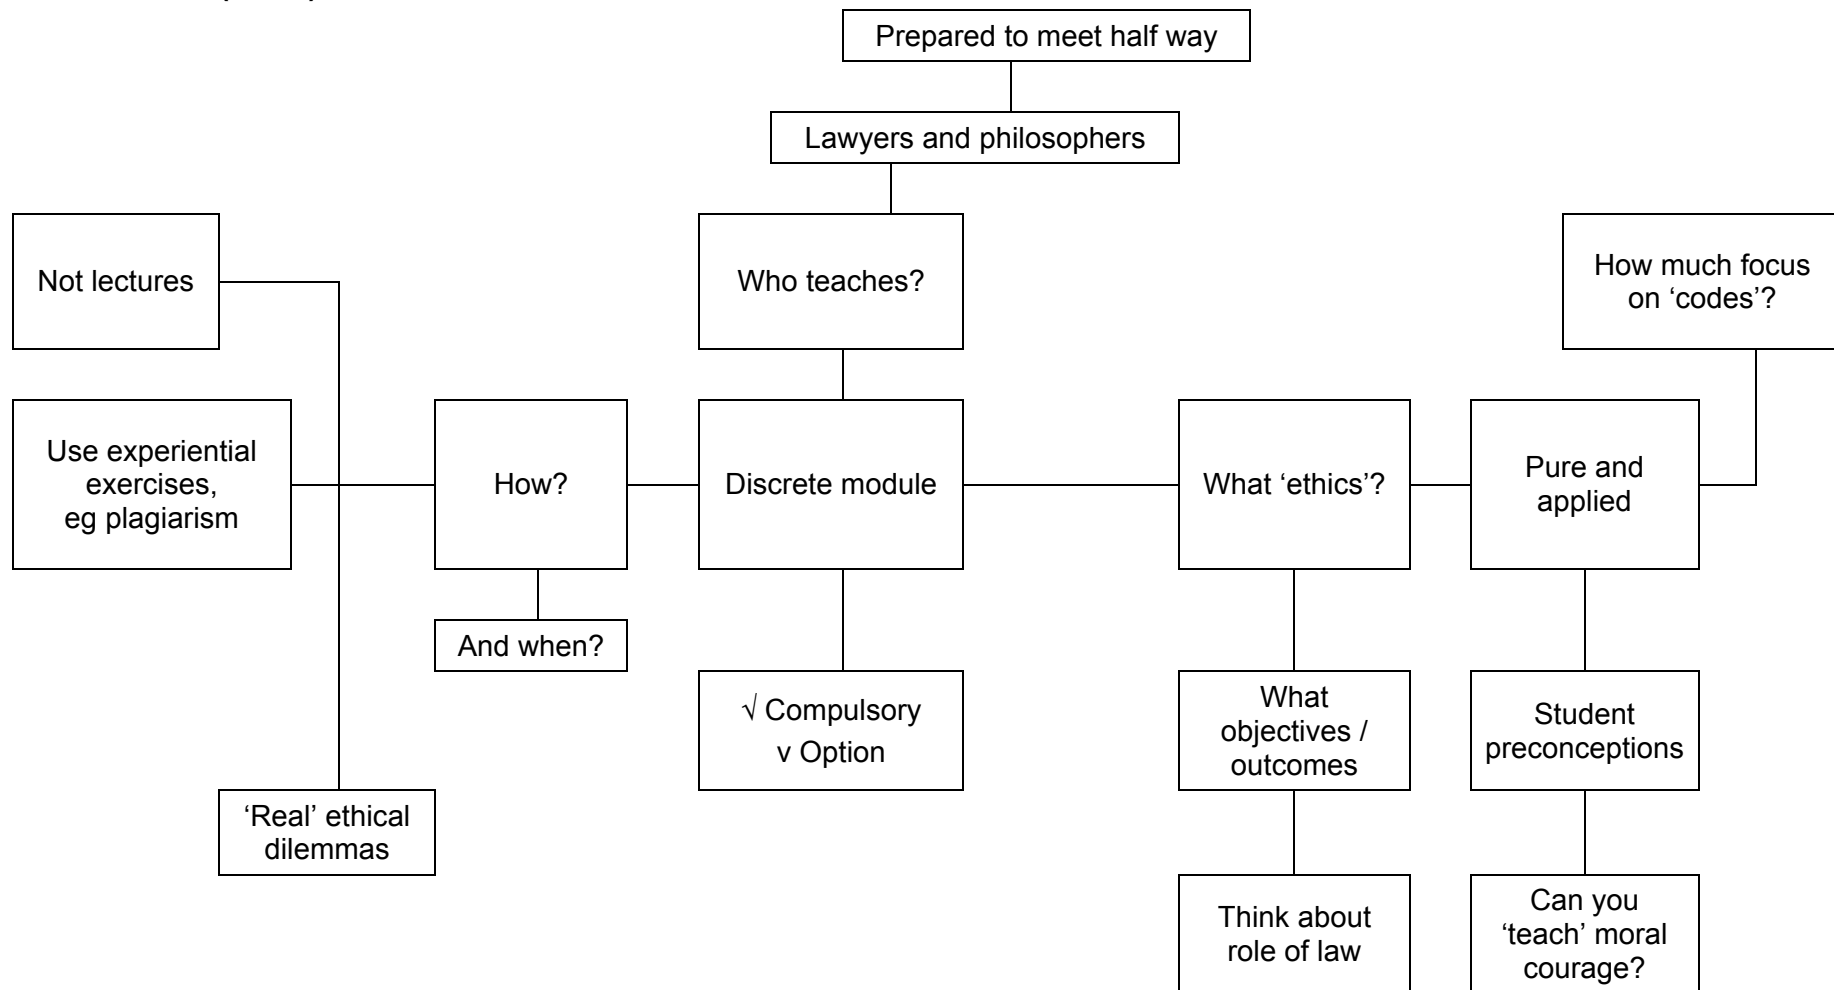 Prepared to meet half way
Lawyers and philosophers
Not lectures
Who teaches?
How much focus
on ‘codes’?
Use experiential
exercises,
eg plagiarism
How?
Discrete module
What ‘ethics’?
Pure and
applied
And when?
√ Compulsory
v Option
What
objectives /
outcomes
Student
preconceptions
‘Real’ ethical
dilemmas
Think about
role of law
Can you
‘teach’ moral
courage?